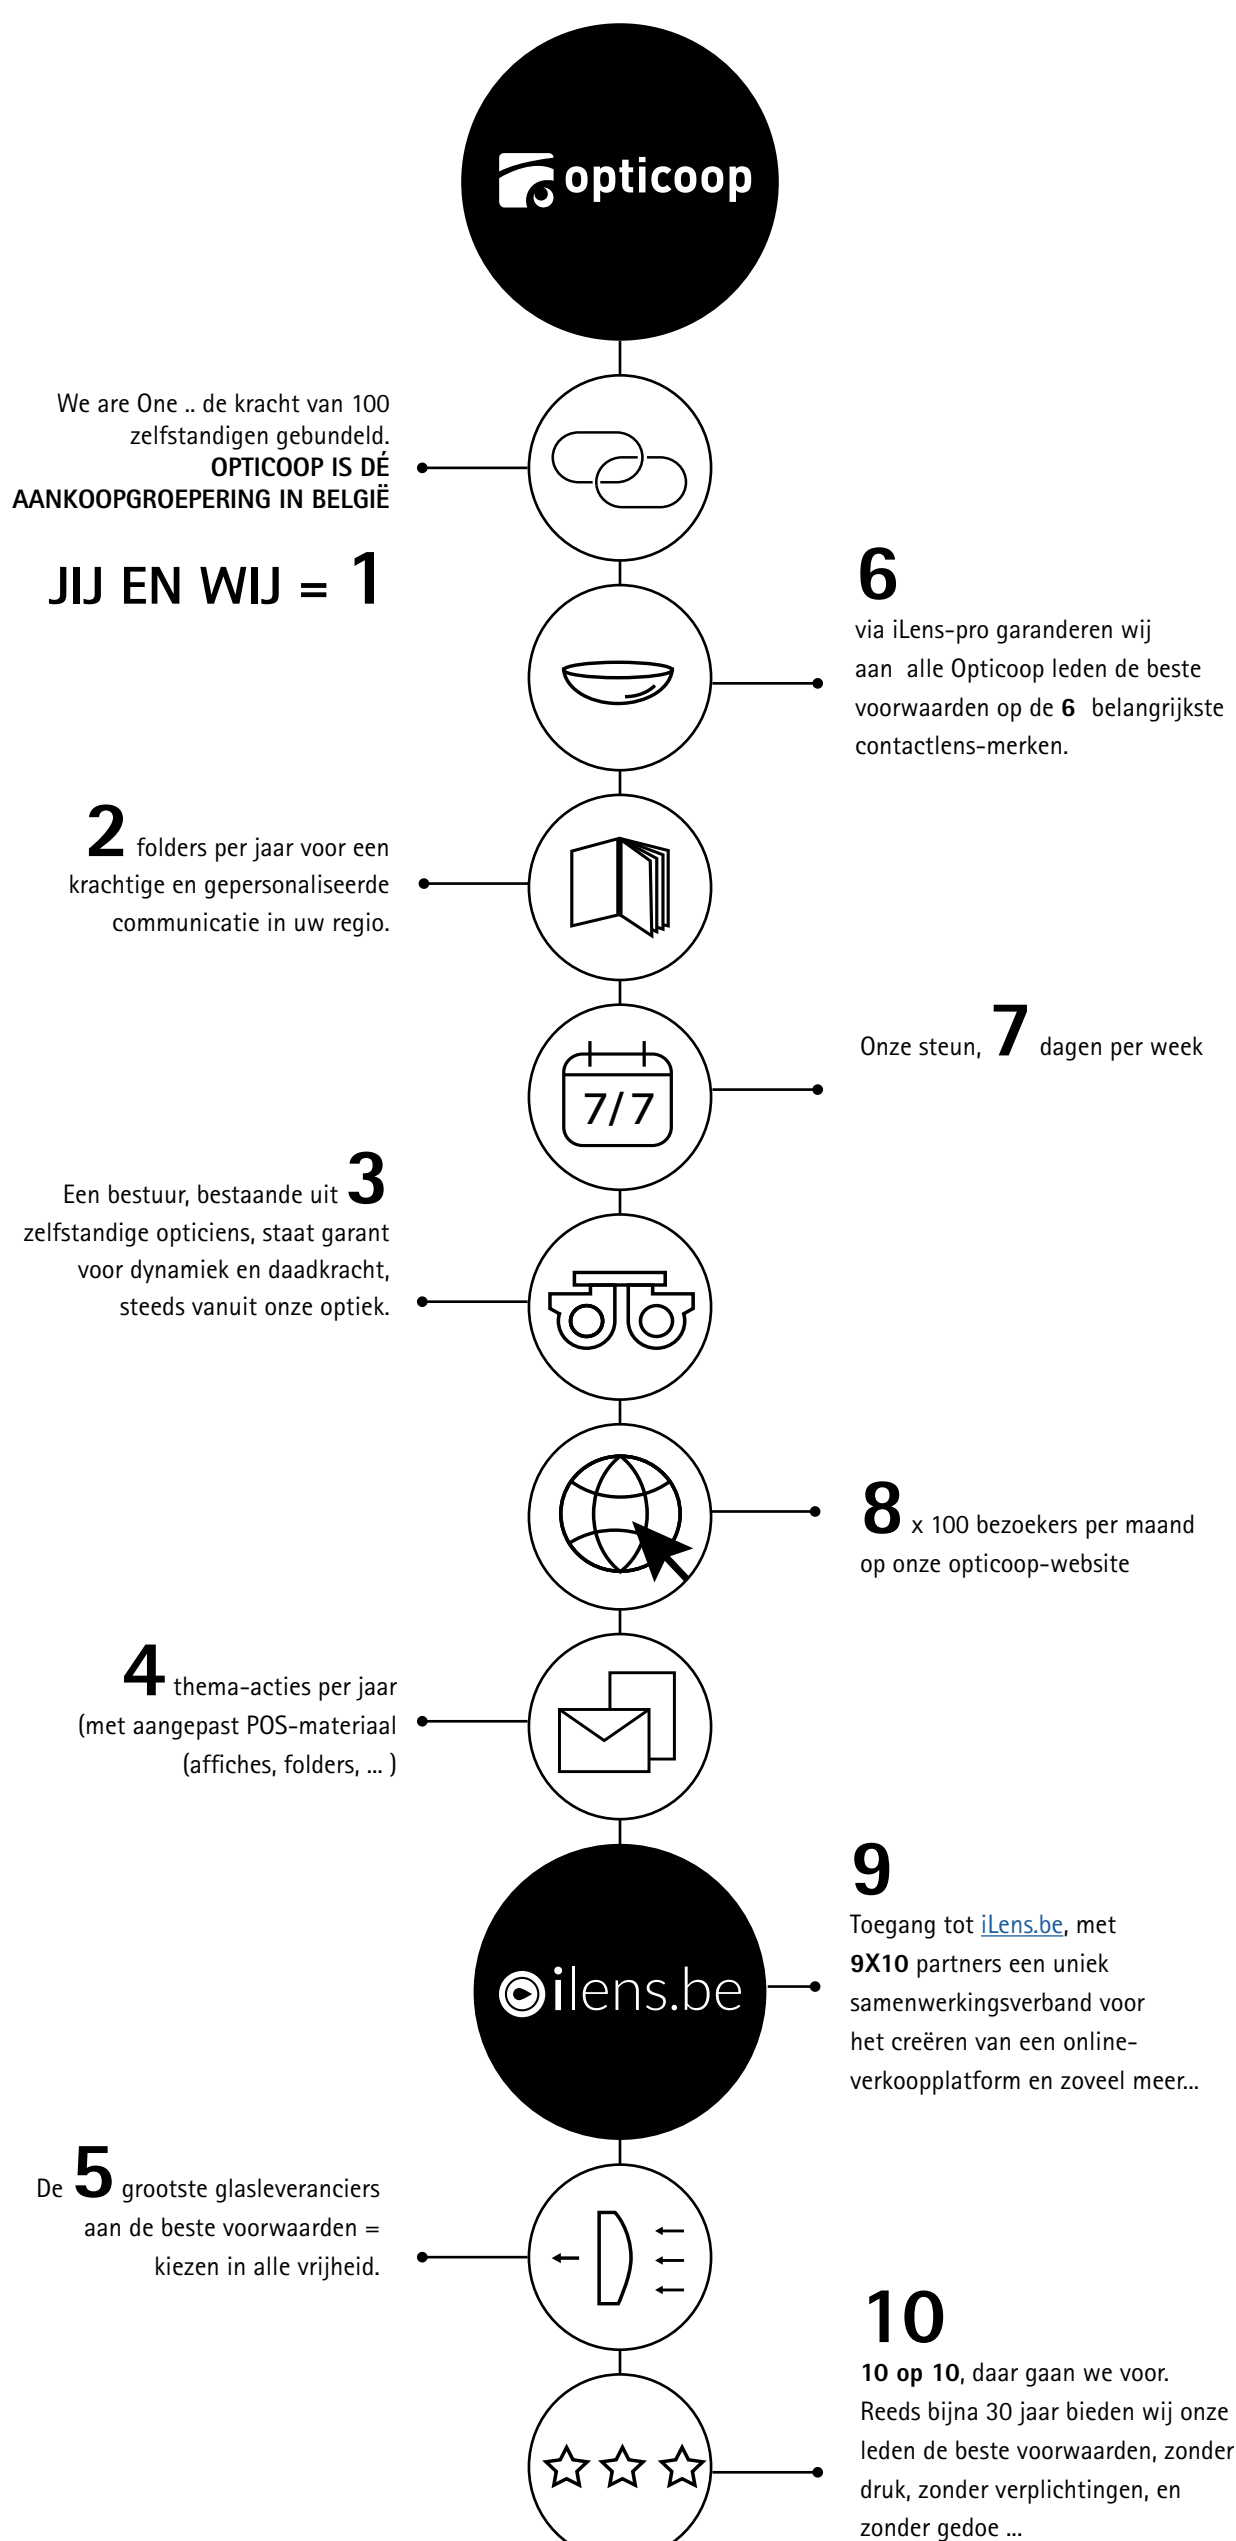 opticoop
We are One .. de kracht van 100
zelfstandigen gebundeld.
OPTICOOP IS DÉ
AANKOOPGROEPERING IN BELGIË
JIJ EN WIJ = 1
6
via iLens-pro garanderen wij
aan alle Opticoop leden de beste
voorwaarden op de 6 belangrijkste
contactlens-merken.
2 folders per jaar voor een
krachtige en gepersonaliseerde
communicatie in uw regio.
7/7
Onze steun, 7 dagen per week
Een bestuur, bestaande uit 3
zelfstandige opticiens, staat garant
voor dynamiek en daadkracht,
steeds vanuit onze optiek.
8 x 100 bezoekers per maand
op onze opticoop-website
4 thema-acties per jaar
(met aangepast POS-materiaal
(affiches, folders, ... )
ilens.be
9
Toegang tot iLens.be, met
9X10 partners een uniek
samenwerkingsverband voor
het creëren van een online-
verkoopplatform en zoveel meer...
De 5 grootste glasleveranciers
aan de beste voorwaarden =
kiezen in alle vrijheid.
10
10 op 10, daar gaan we voor.
Reeds bijna 30 jaar bieden wij onze
leden de beste voorwaarden, zonder
druk, zonder verplichtingen, en
zonder gedoe ...